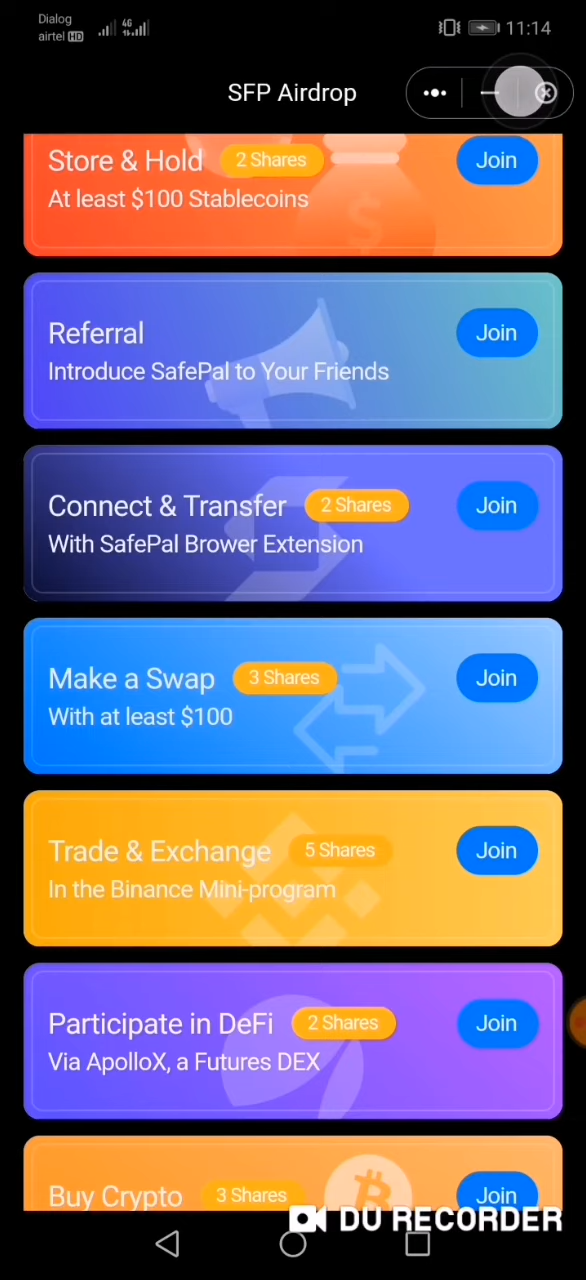 Dialog
airtel HD
4G
11:14
SFP Airdrop
Store & Hold 2 Shares Join
At least $100 Stablecoins
Referral Join
Introduce SafePal to Your Friends
Connect & Transfer 2 Shares Join
With SafePal Brower Extension
Make a Swap 3 Shares Join
With at least $100
Trade & Exchange 5 Shares Join
In the Binance Mini-program
Participate in DeFi 2 Shares Join
Via ApolloX, a Futures DEX
Buy Crypto 3 Shares Join
DU RECORDER